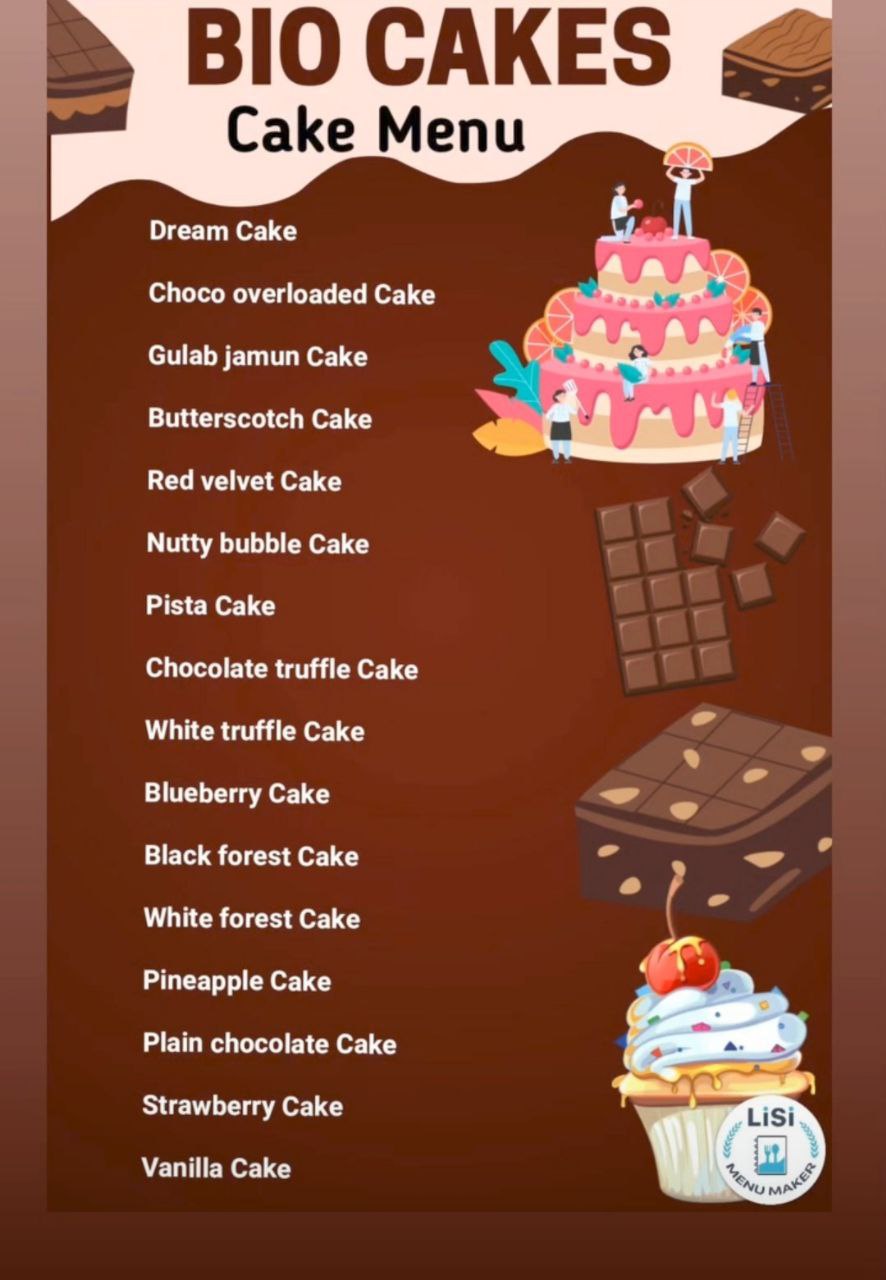 BIO CAKES
Cake Menu
Dream Cake
Choco overloaded Cake
Gulab jamun Cake
Butterscotch Cake
Red velvet Cake
Nutty bubble Cake
Pista Cake
Chocolate truffle Cake
White truffle Cake
Blueberry Cake
Black forest Cake
White forest Cake
Pineapple Cake
Plain chocolate Cake
Strawberry Cake
Vanilla Cake
LiSi
MENU MAKER